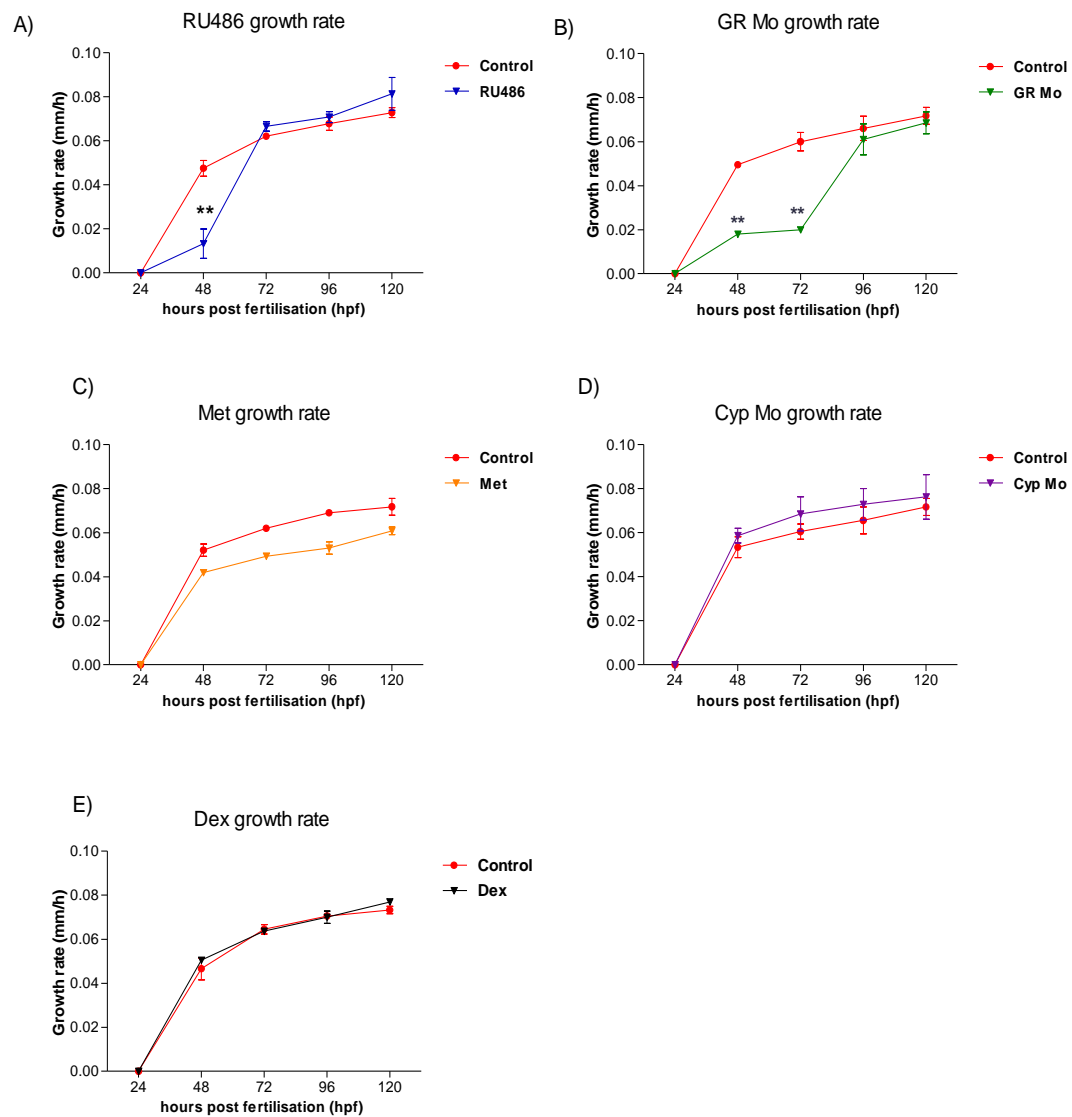 A)
RU486 growth rate
0.10
0.08
0.06
0.04
0.02
0.00
Growth rate (mm/h)
**
24 48 72 96 120
hours post fertilisation (hpf)
Control
RU486
B)
GR Mo growth rate
0.10
0.08
0.06
0.04
0.02
0.00
Growth rate (mm/h)
** **
24 48 72 96 120
hours post fertilisation (hpf)
Control
GR Mo
C)
Met growth rate
0.10
0.08
0.06
0.04
0.02
0.00
Growth rate (mm/h)
24 48 72 96 120
hours post fertilisation (hpf)
Control
Met
D)
Cyp Mo growth rate
0.10
0.08
0.06
0.04
0.02
0.00
Growth rate (mm/h)
24 48 72 96 120
hours post fertilisation (hpf)
Control
Cyp Mo
E)
Dex growth rate
0.10
0.08
0.06
0.04
0.02
0.00
Growth rate (mm/h)
24 48 72 96 120
hours post fertilisation (hpf)
Control
Dex